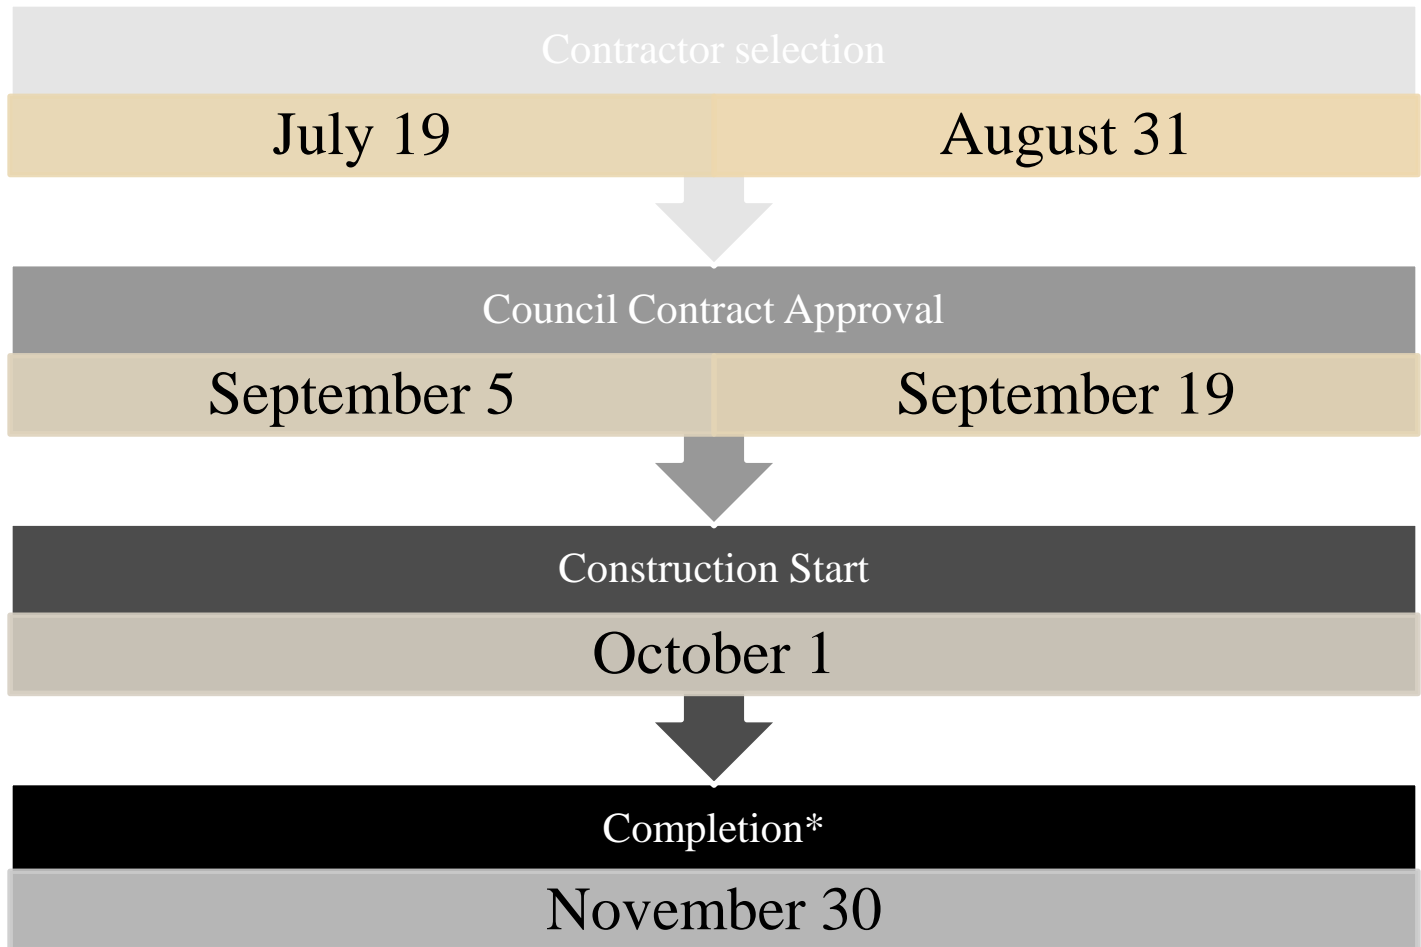 Contractor selection
July 19 August 31
Council Contract Approval
September 5 September 19
Construction Start
October 1
Completion*
November 30